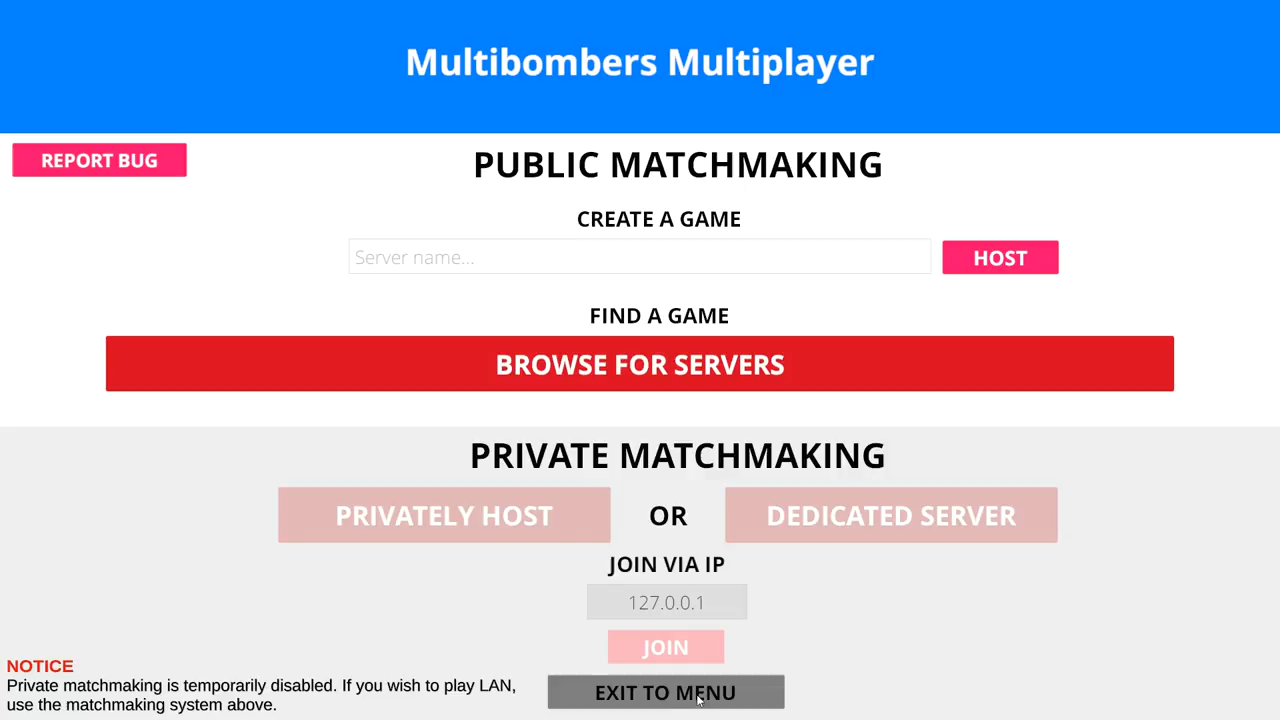 Multibombers Multiplayer
REPORT BUG
PUBLIC MATCHMAKING
CREATE A GAME
Server name...
HOST
FIND A GAME
BROWSE FOR SERVERS
PRIVATE MATCHMAKING
PRIVATELY HOST
OR
DEDICATED SERVER
JOIN VIA IP
127.0.0.1
JOIN
EXIT TO MENU
NOTICE
Private matchmaking is temporarily disabled. If you wish to play LAN,
use the matchmaking system above.